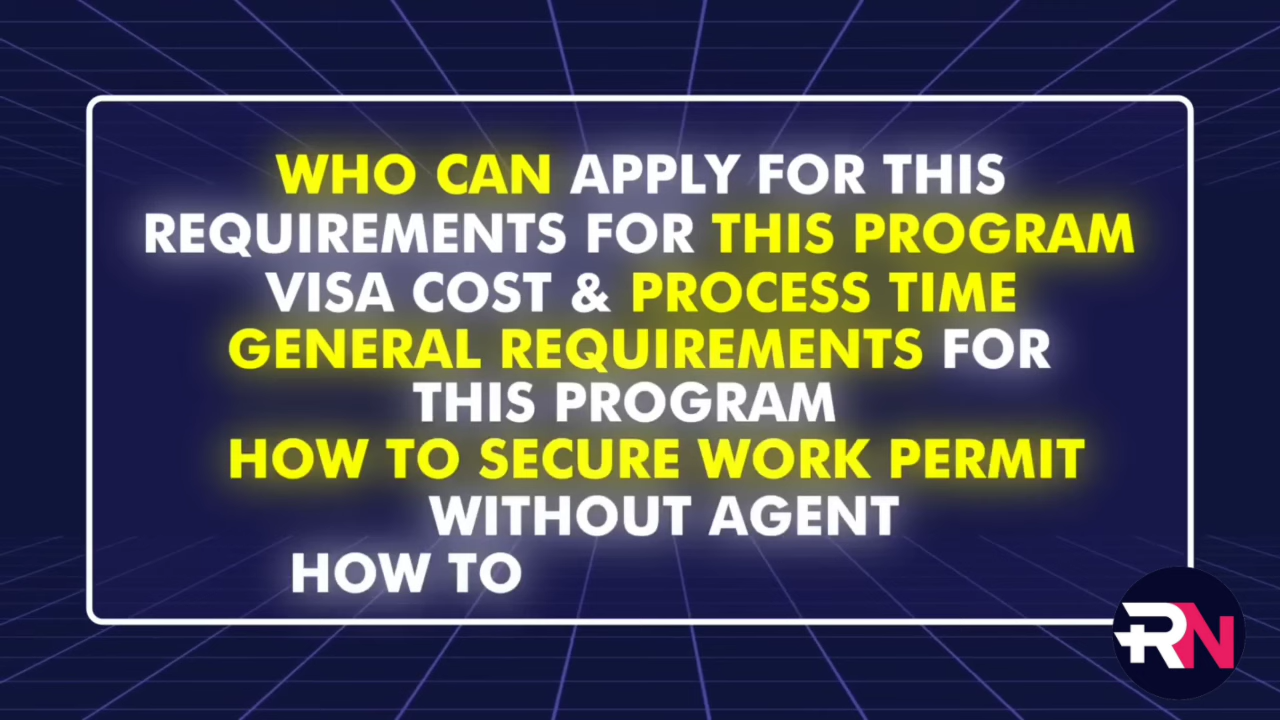 WHO CAN APPLY FOR THIS
REQUIREMENTS FOR THIS PROGRAM
VISA COST & PROCESS TIME
GENERAL REQUIREMENTS FOR
THIS PROGRAM
HOW TO SECURE WORK PERMIT
WITHOUT AGENT
HOW TO
RN